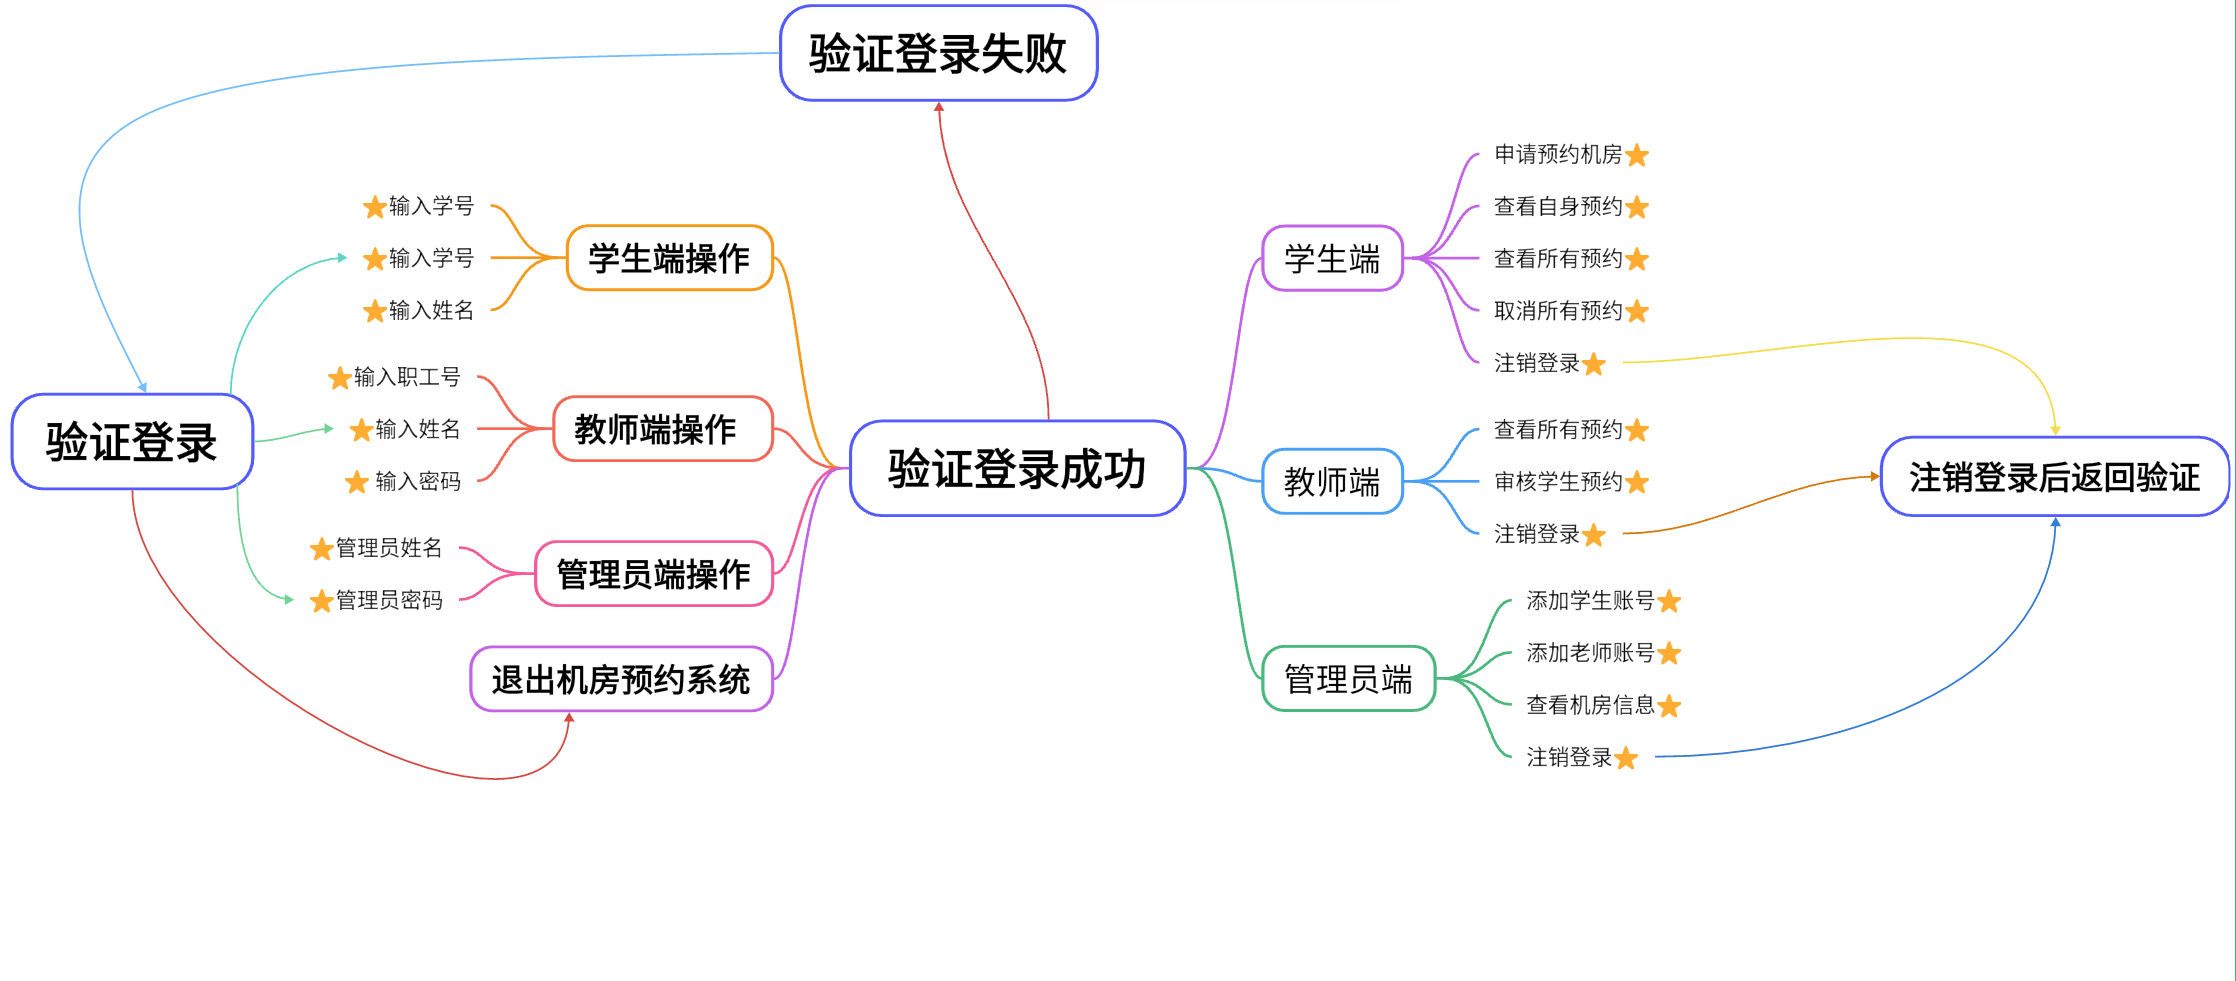 验证登录失败
验证登录
输入学号
输入学号
输入姓名
学生端操作
输入职工号
输入姓名
输入密码
教师端操作
管理员姓名
管理员密码
管理员端操作
退出机房预约系统
验证登录成功
学生端
申请预约机房
查看自身预约
查看所有预约
取消所有预约
注销登录
教师端
查看所有预约
审核学生预约
注销登录
管理员端
添加学生账号
添加老师账号
查看机房信息
注销登录
注销登录后返回验证